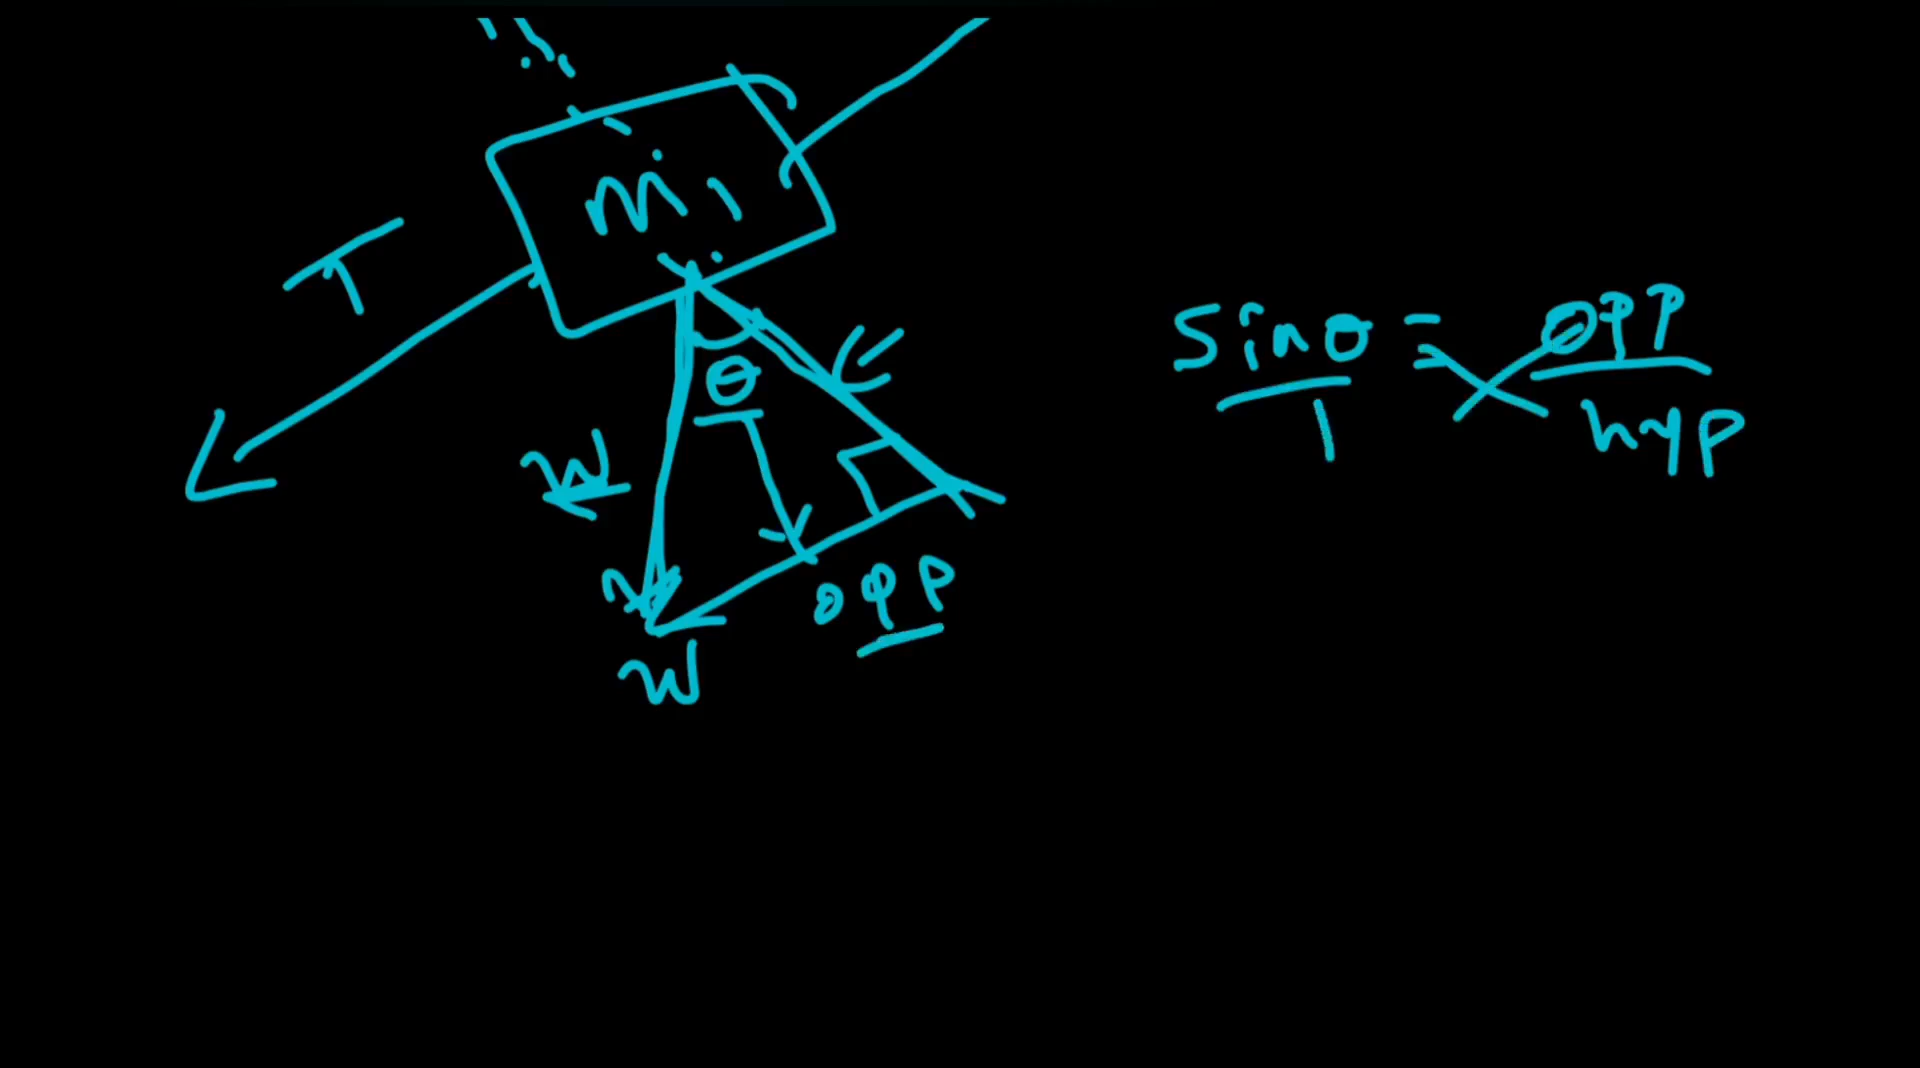 m1
T
θ
W
opp
W
sinθ = opp
1 hyp